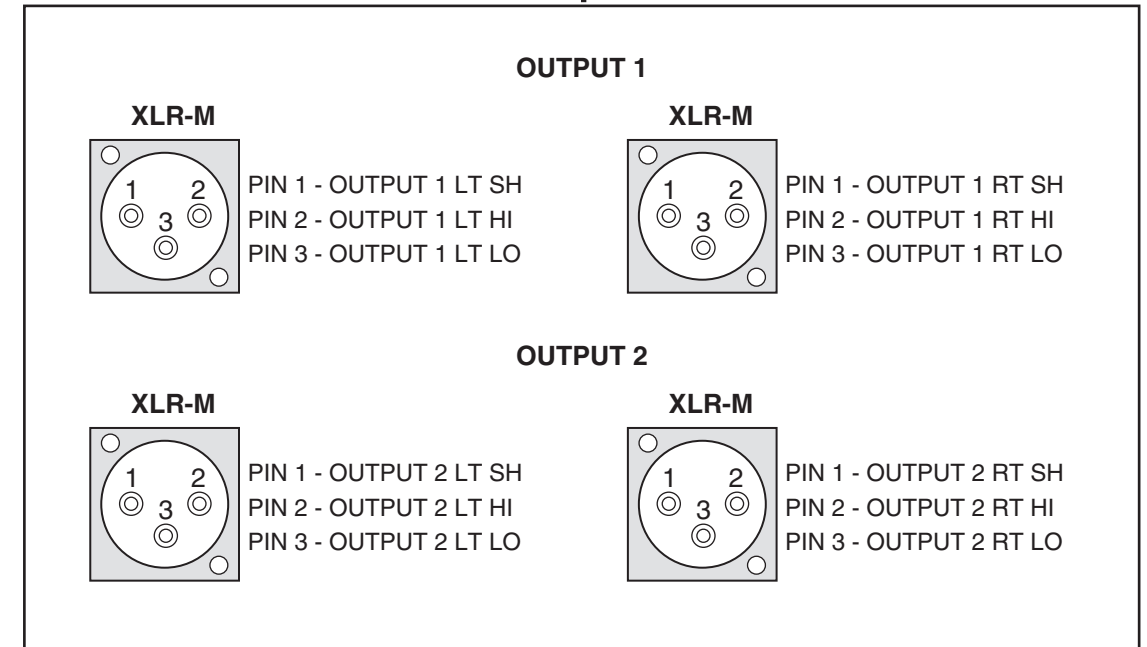 OUTPUT 1
XLR-M
1 2
3
PIN 1 - OUTPUT 1 LT SH
PIN 2 - OUTPUT 1 LT HI
PIN 3 - OUTPUT 1 LT LO
XLR-M
1 2
3
PIN 1 - OUTPUT 1 RT SH
PIN 2 - OUTPUT 1 RT HI
PIN 3 - OUTPUT 1 RT LO
OUTPUT 2
XLR-M
1 2
3
PIN 1 - OUTPUT 2 LT SH
PIN 2 - OUTPUT 2 LT HI
PIN 3 - OUTPUT 2 LT LO
XLR-M
1 2
3
PIN 1 - OUTPUT 2 RT SH
PIN 2 - OUTPUT 2 RT HI
PIN 3 - OUTPUT 2 RT LO